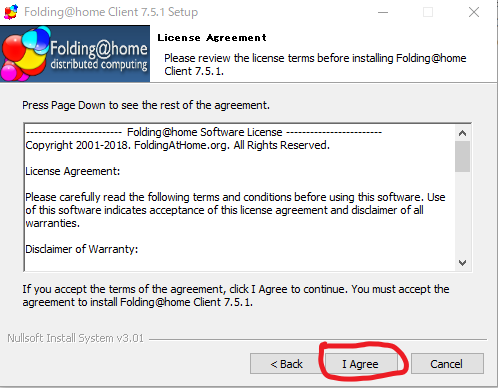 Folding@home Client 7.5.1 Setup
Folding@home
distributed computing
License Agreement
Please review the license terms before installing Folding@home
Client 7.5.1.
Press Page Down to see the rest of the agreement.
------------------------ Folding@home Software License ------------------------
Copyright 2001-2018. FoldingAtHome.org. All Rights Reserved.
License Agreement:
Please carefully read the following terms and conditions before using this software. Use
of this software indicates acceptance of this license agreement and disclaimer of all
warranties.
Disclaimer of Warranty:
If you accept the terms of the agreement, click I Agree to continue. You must accept the
agreement to install Folding@home Client 7.5.1.
Nullsoft Install System v3.01
< Back
I Agree
Cancel